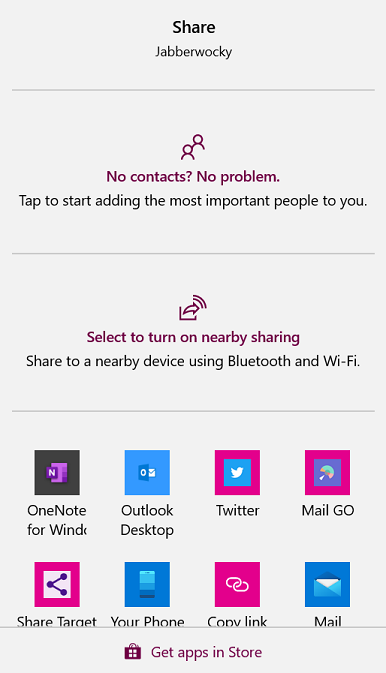 Share
Jabberwocky
No contacts? No problem.
Tap to start adding the most important people to you.
Select to turn on nearby sharing
Share to a nearby device using Bluetooth and Wi-Fi.
OneNote Outlook Twitter Mail GO
for Windo Desktop
Share Target Your Phone Copy link Mail
Get apps in Store